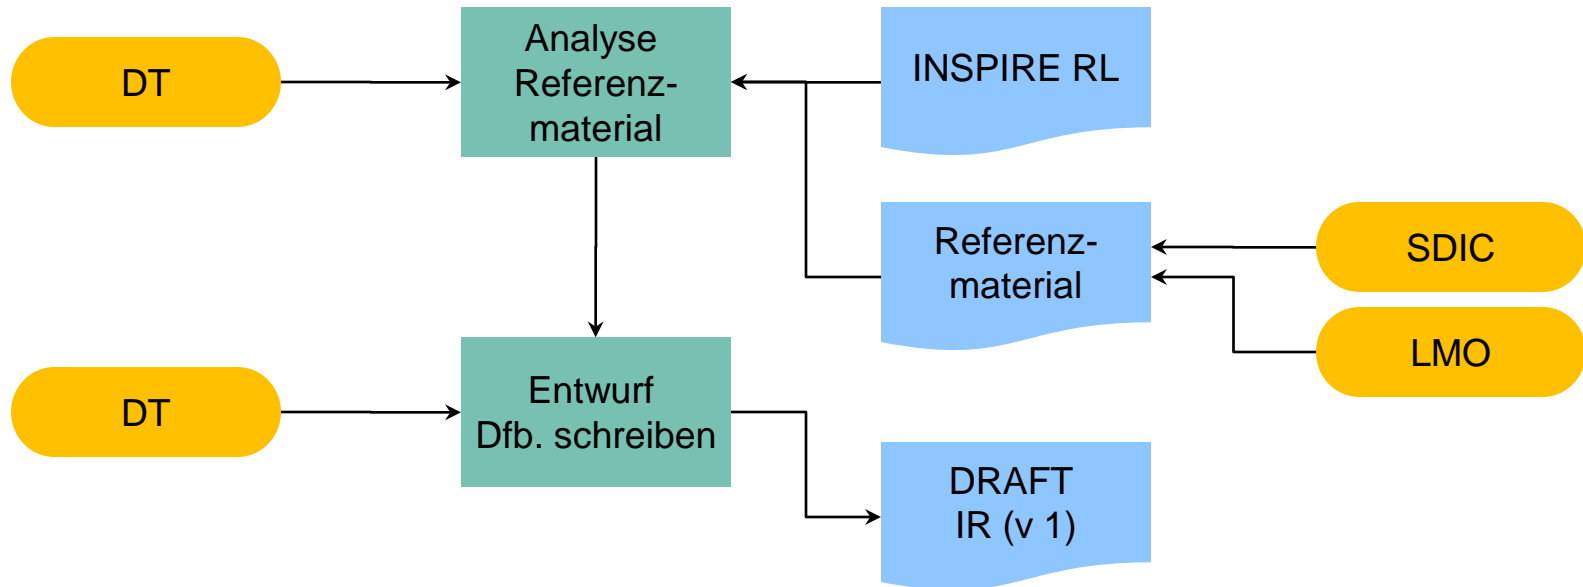 DT
Analyse
Referenz-
material
INSPIRE RL
Referenz-
material
SDIC
LMO
DT
Entwurf
Dfb. schreiben
DRAFT
IR (v 1)